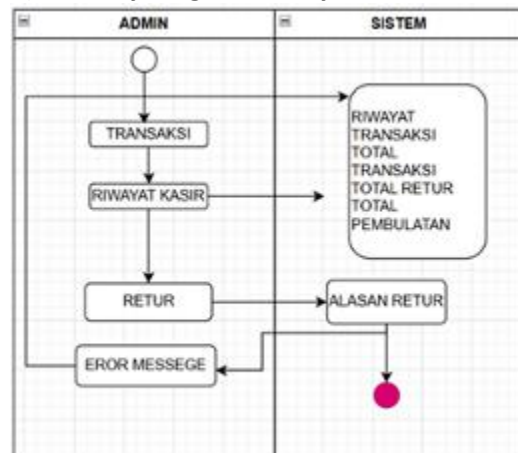 ADMIN
SISTEM
TRANSAKSI
RIWAYAT
TRANSAKSI
TOTAL
TRANSAKSI
TOTAL RETUR
TOTAL
PEMBULATAN
RIWAYAT KASIR
RETUR
ALASAN RETUR
EROR MESSEGE